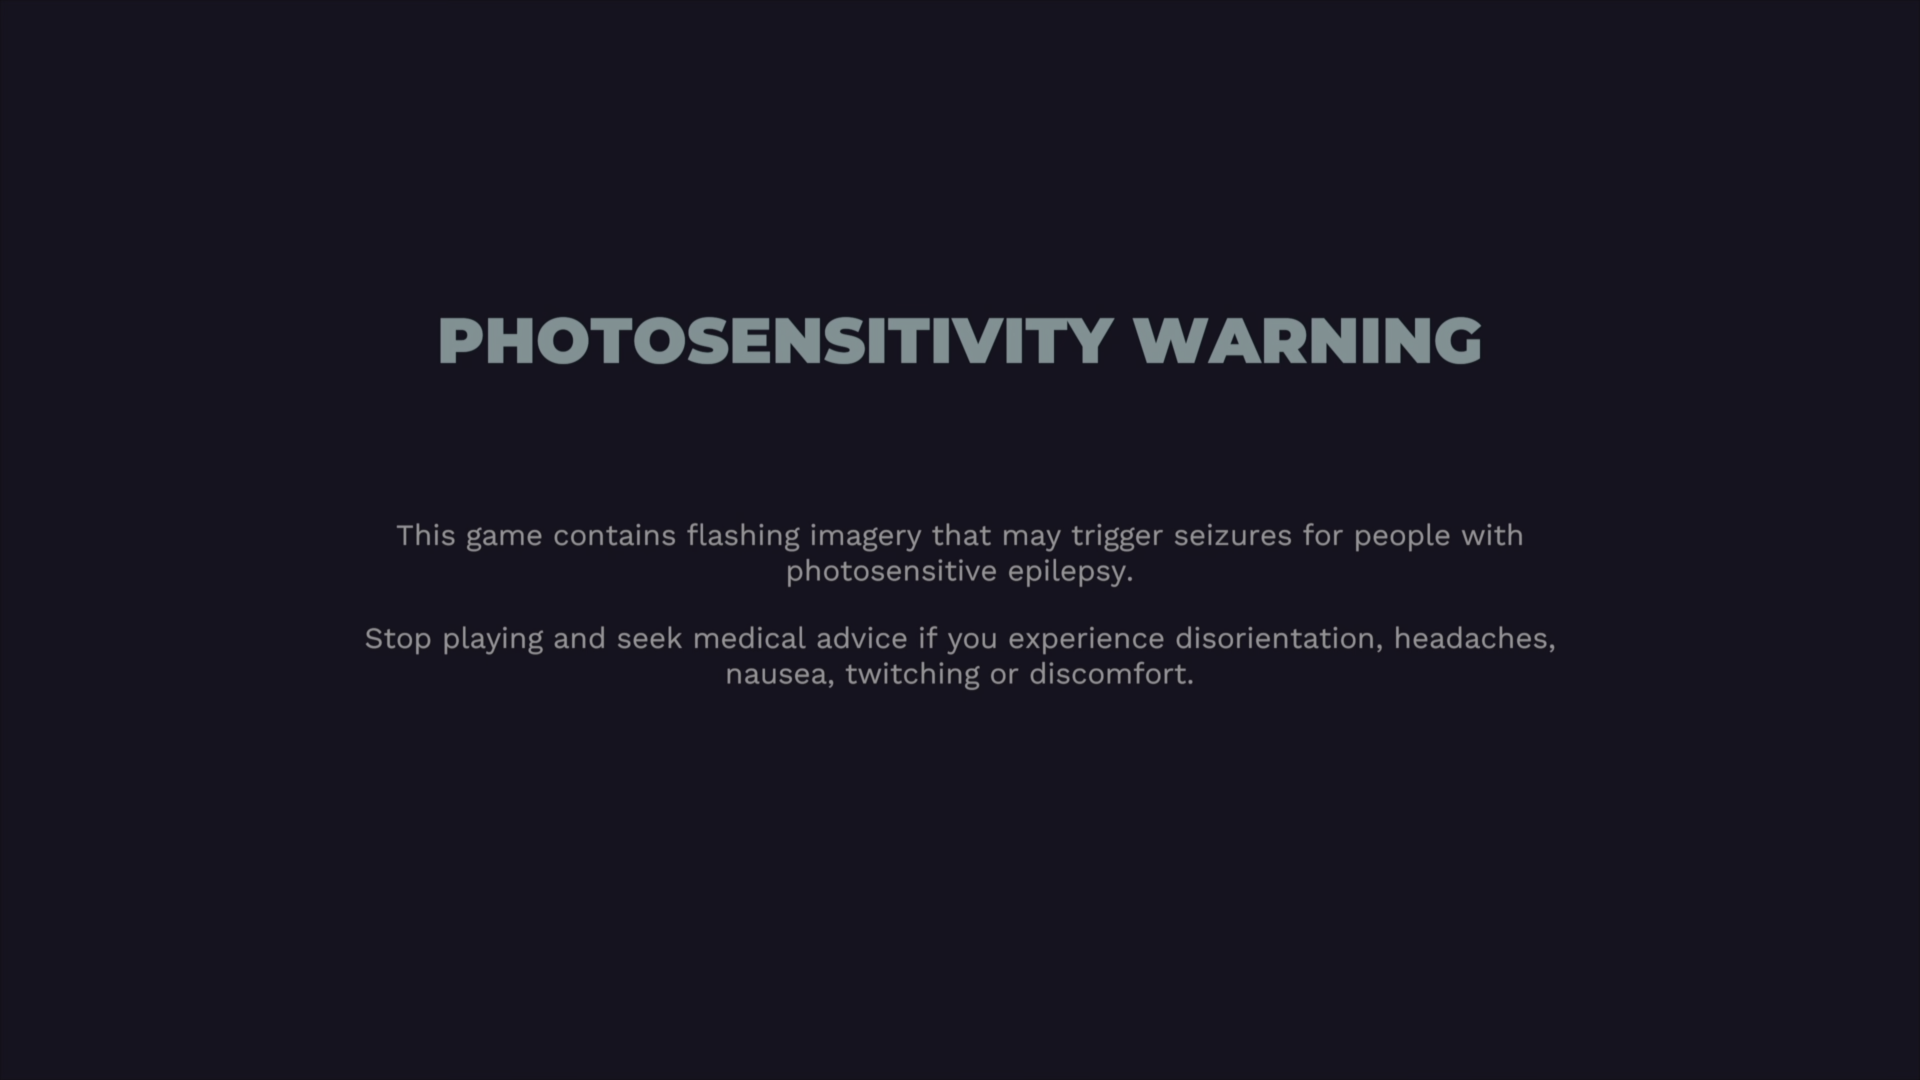 PHOTOSENSITIVITY WARNING
This game contains flashing imagery that may trigger seizures for people with
photosensitive epilepsy.
Stop playing and seek medical advice if you experience disorientation, headaches,
nausea, twitching or discomfort.